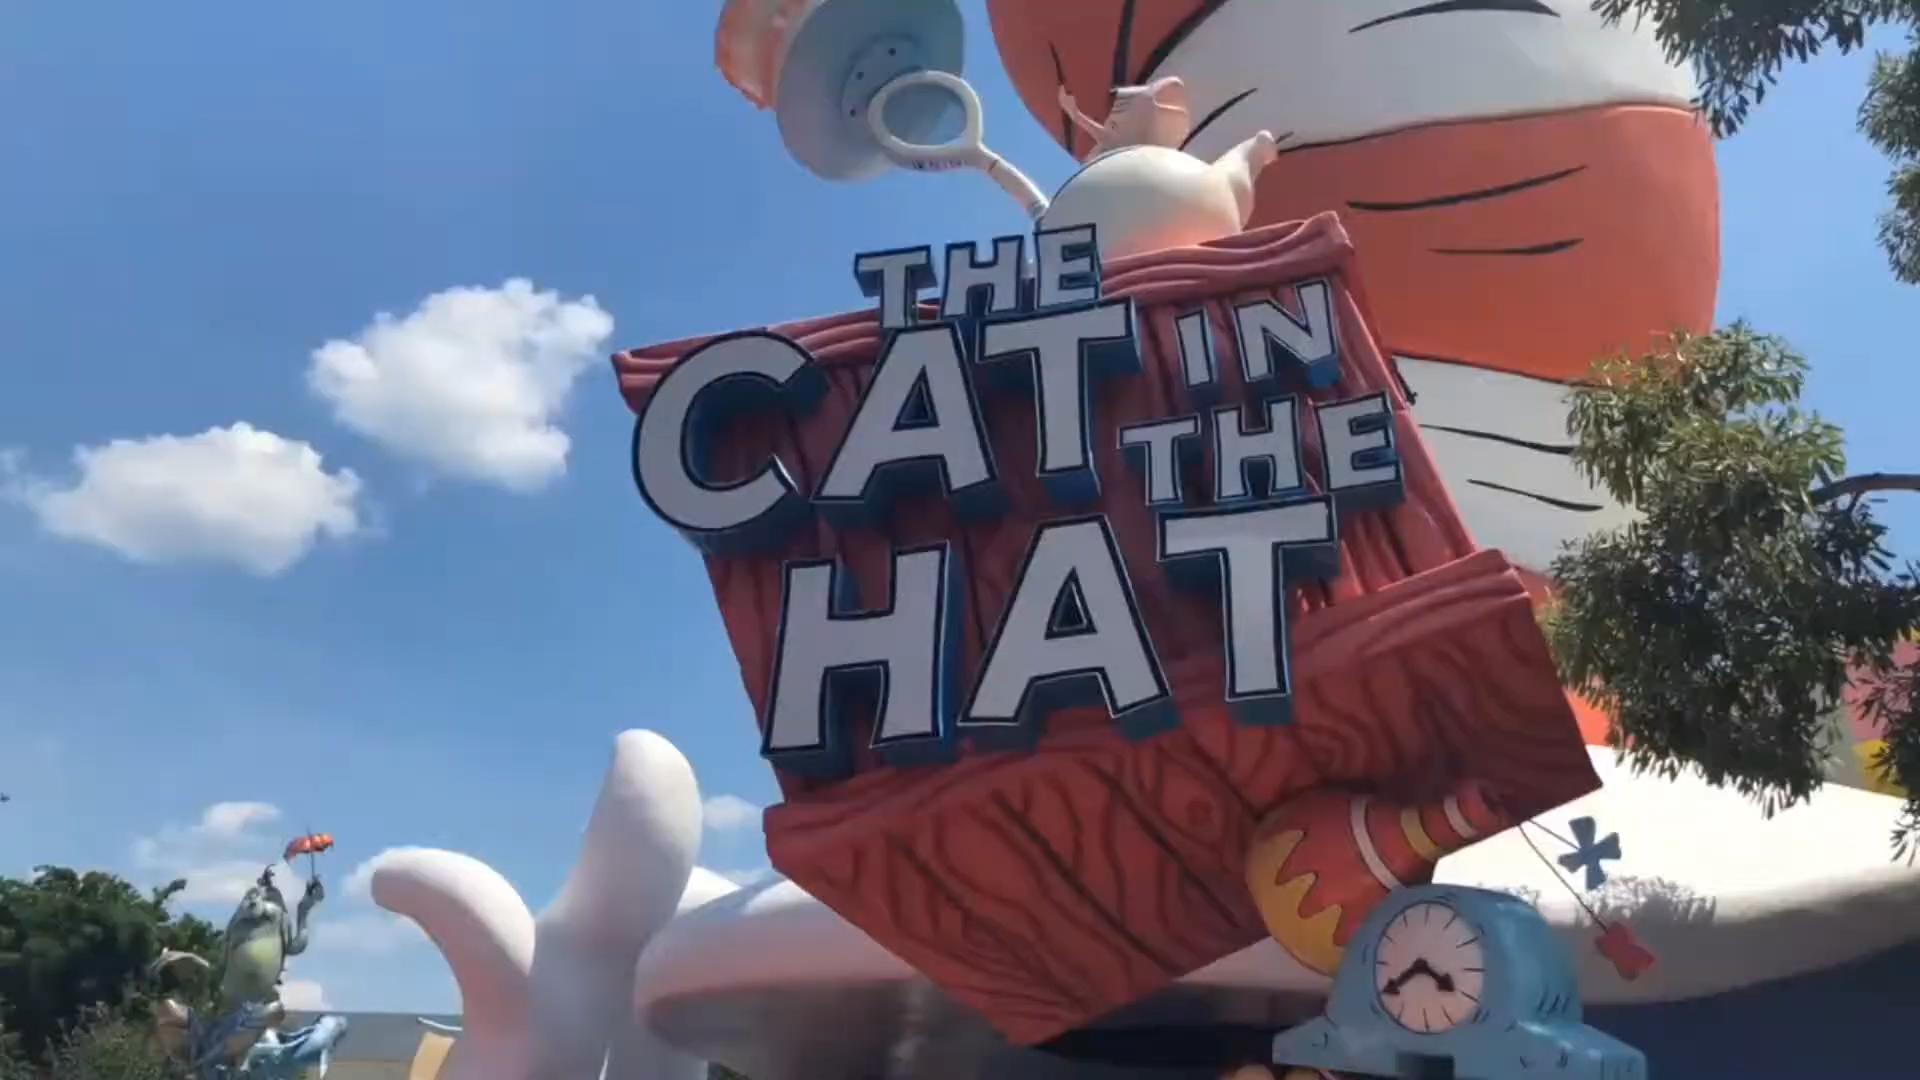 THE
CAT IN
THE
HAT